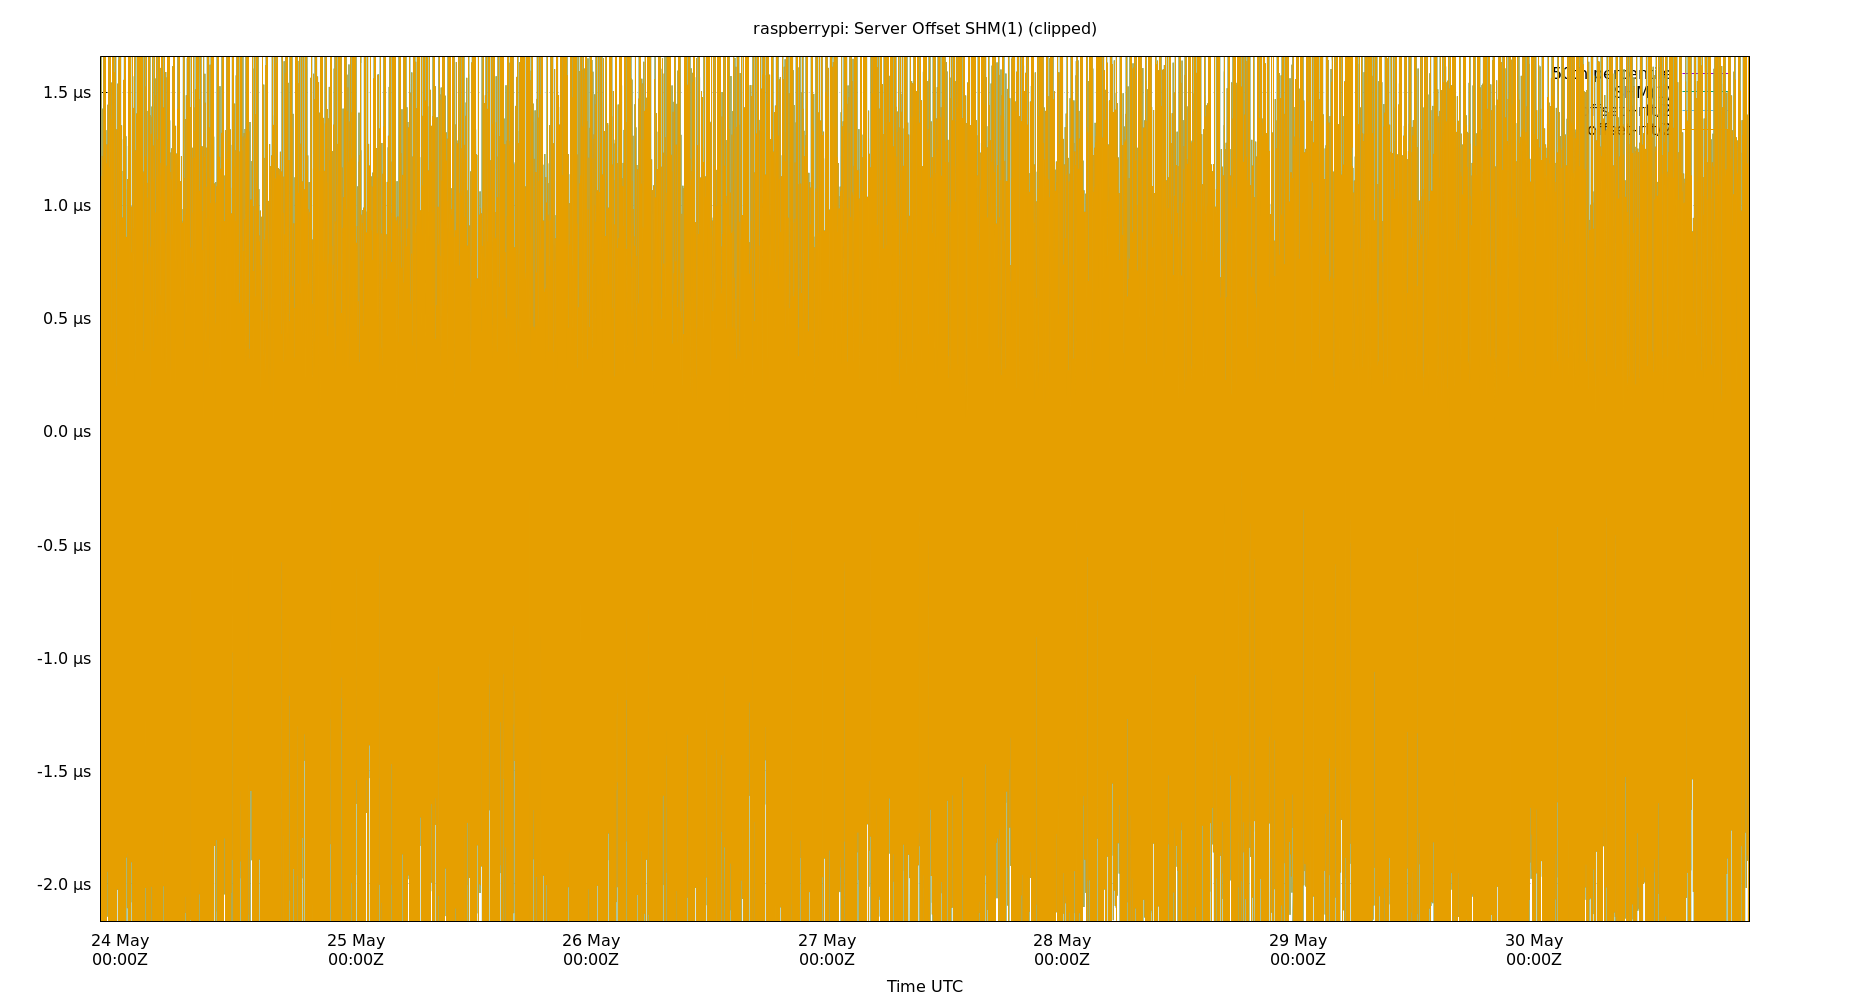 raspberrypi: Server Offset SHM(1) (clipped)
1.5 µs
1.0 µs
0.5 µs
0.0 µs
-0.5 µs
-1.0 µs
-1.5 µs
-2.0 µs
24 May 25 May 26 May 27 May 28 May 29 May 30 May
00:00Z 00:00Z 00:00Z 00:00Z 00:00Z 00:00Z 00:00Z
Time UTC